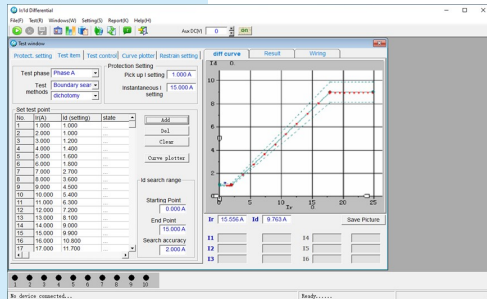 Ir/Id Differential
File(F) Test(R) Windows(W) Setting(S) Report(K) Help(H)
Aux DC(V) 0 on
Test window
Protect. setting Test item Test control Curve plotter Restrain setting
diff curve Result Wiring
Test phase Phase A
Test methods Boundary sear
dichotomy
Protection Setting
Pick up I setting 1.000 A
Instantaneous I setting 15.000 A
Set test point
No. Ir(A) Id (setting) state
1 1.000 1.000 ...
2 2.000 1.000 ...
3 3.000 1.200 ...
4 4.000 1.400 ...
5 5.000 1.600 ...
6 6.000 1.800 ...
7 7.000 2.700 ...
8 8.000 3.600 ...
9 9.000 4.500 ...
10 10.000 5.400 ...
11 11.000 6.300 ...
12 12.000 7.200 ...
13 13.000 8.100 ...
14 14.000 9.000 ...
15 15.000 9.900 ...
16 16.000 10.800 ...
17 17.000 11.700 ...
Add
Del
Clear
Curve plotter
Id search range
Starting Point
0.000 A
End Point
15.000 A
Search accuracy
2.000 A
10
8
6
4
2
0 5 10 15 20 25
Ir 15.556 A Id 9.763 A Save Picture
I1 I4
I2 I5
I3 I6
1 2 3 4 5 6 7 8 9 10
No device connected... Ready......